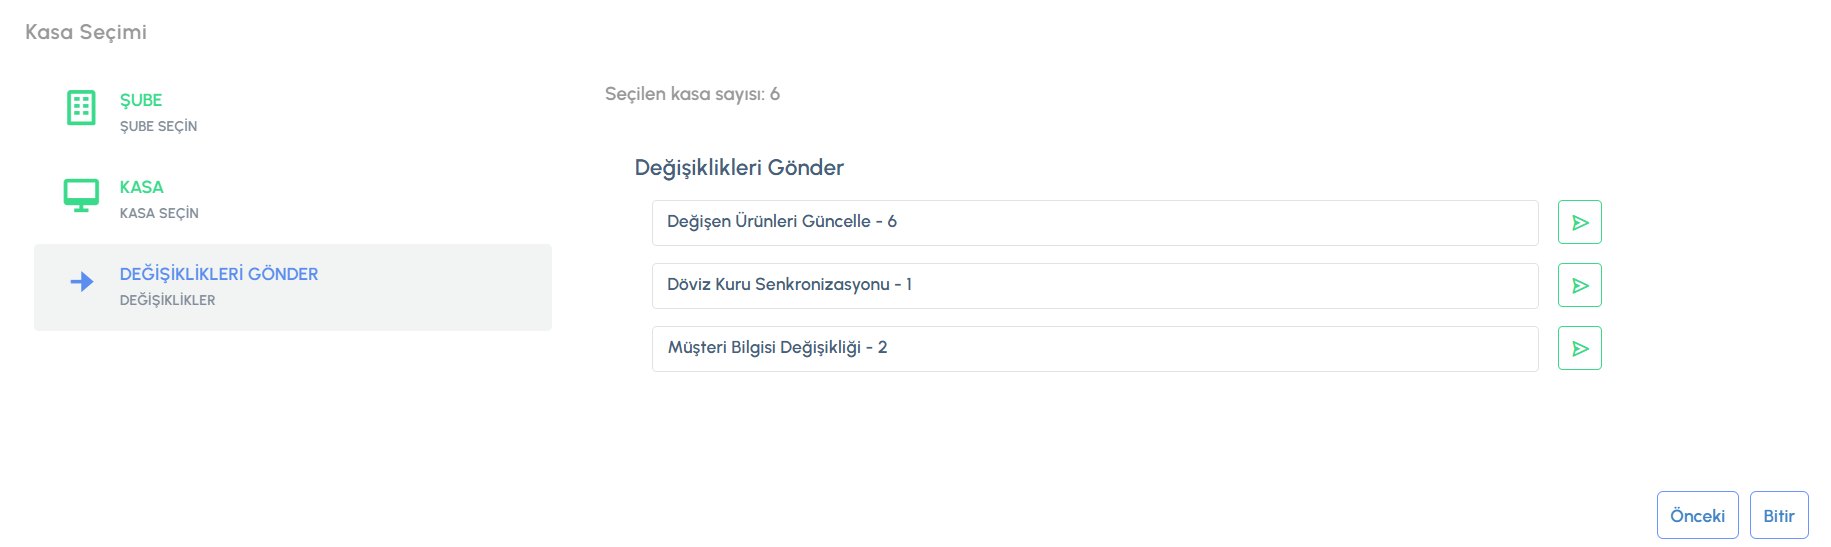 Kasa Seçimi
ŞUBE
ŞUBE SEÇİN
KASA
KASA SEÇİN
DEĞİŞİKLİKLERİ GÖNDER
DEĞİŞİKLİKLER
Seçilen kasa sayısı: 6
Değişiklikleri Gönder
Değişen Ürünleri Güncelle - 6
Döviz Kuru Senkronizasyonu - 1
Müşteri Bilgisi Değişikliği - 2
Önceki
Bitir